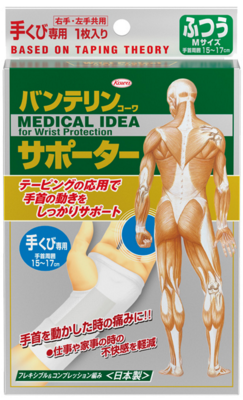 手くび専用
右手・左手共用
1枚入り
BASED ON TAPING THEORY
ふつう
Mサイズ
手首周囲 15〜17cm
Kowa
バンテリンコーワ
MEDICAL IDEA
for Wrist Protection
サポーター
テーピングの応用で
手首の動きを
しっかりサポート
手くび専用
手首周囲
15〜17cm
手首を動かした時の痛みに!!
●仕事や家事の時の
不快感を軽減
フレキシブル&コンプレッション編み
<日本製>